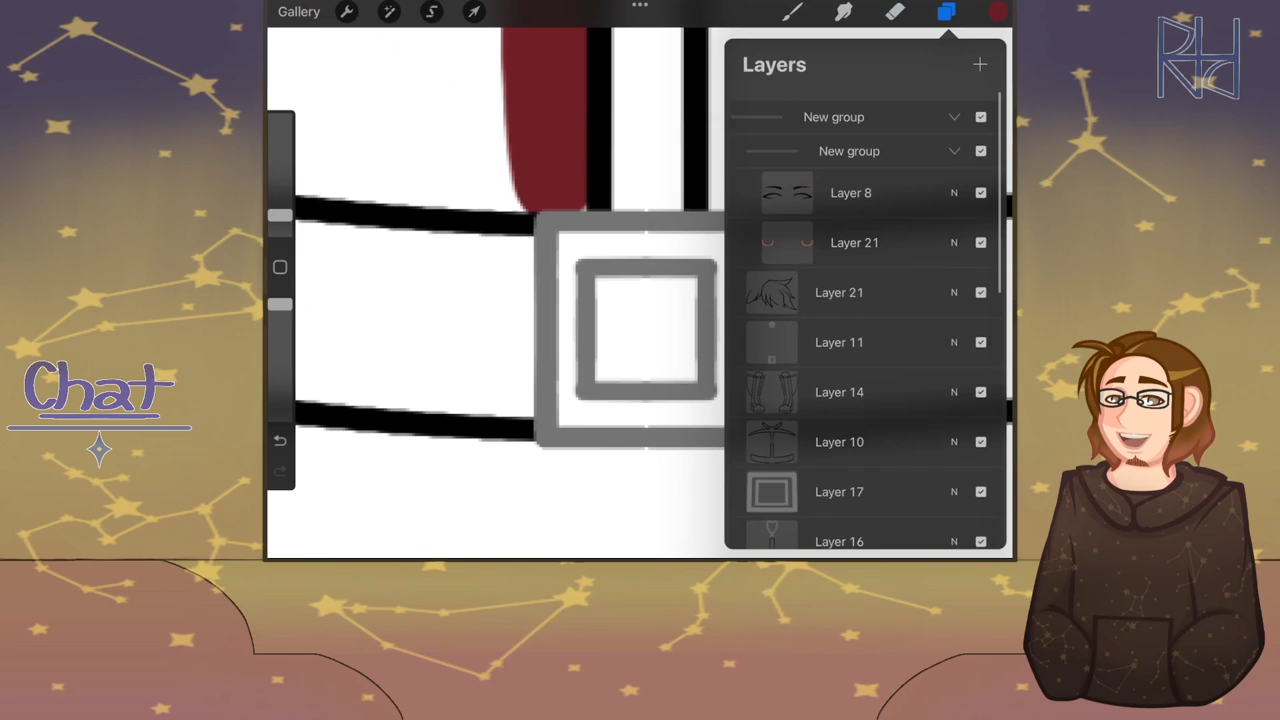 Gallery
Layers
New group
New group
Layer 8 N
Layer 21 N
Layer 21 N
Layer 11 N
Layer 14 N
Layer 10 N
Layer 17 N
Layer 16 N
Chat